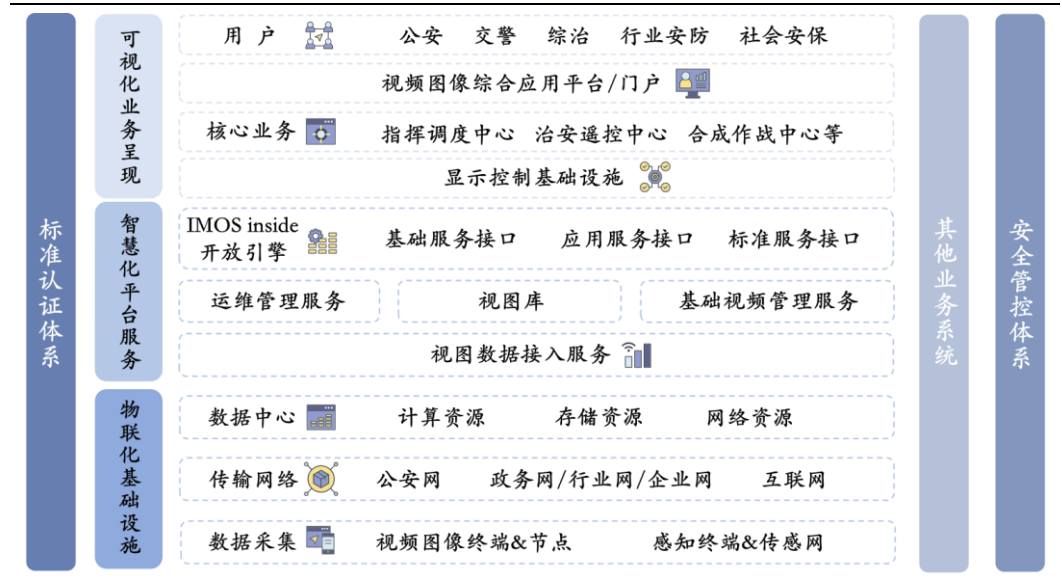 标准认证体系
可视化业务呈现
用 户 公安 交警 综治 行业安防 社会安保
视频图像综合应用平台/门户
核心业务 指挥调度中心 治安遥控中心 合成作战中心等
显示控制基础设施
智慧化平台服务
IMOS inside
开放引擎 基础服务接口 应用服务接口 标准服务接口
运维管理服务 视图库 基础视频管理服务
视图数据接入服务
物联化基础设施
数据中心 计算资源 存储资源 网络资源
传输网络 公安网 政务网/行业网/企业网 互联网
数据采集 视频图像终端&节点 感知终端&传感网
其他业务系统
安全管控体系